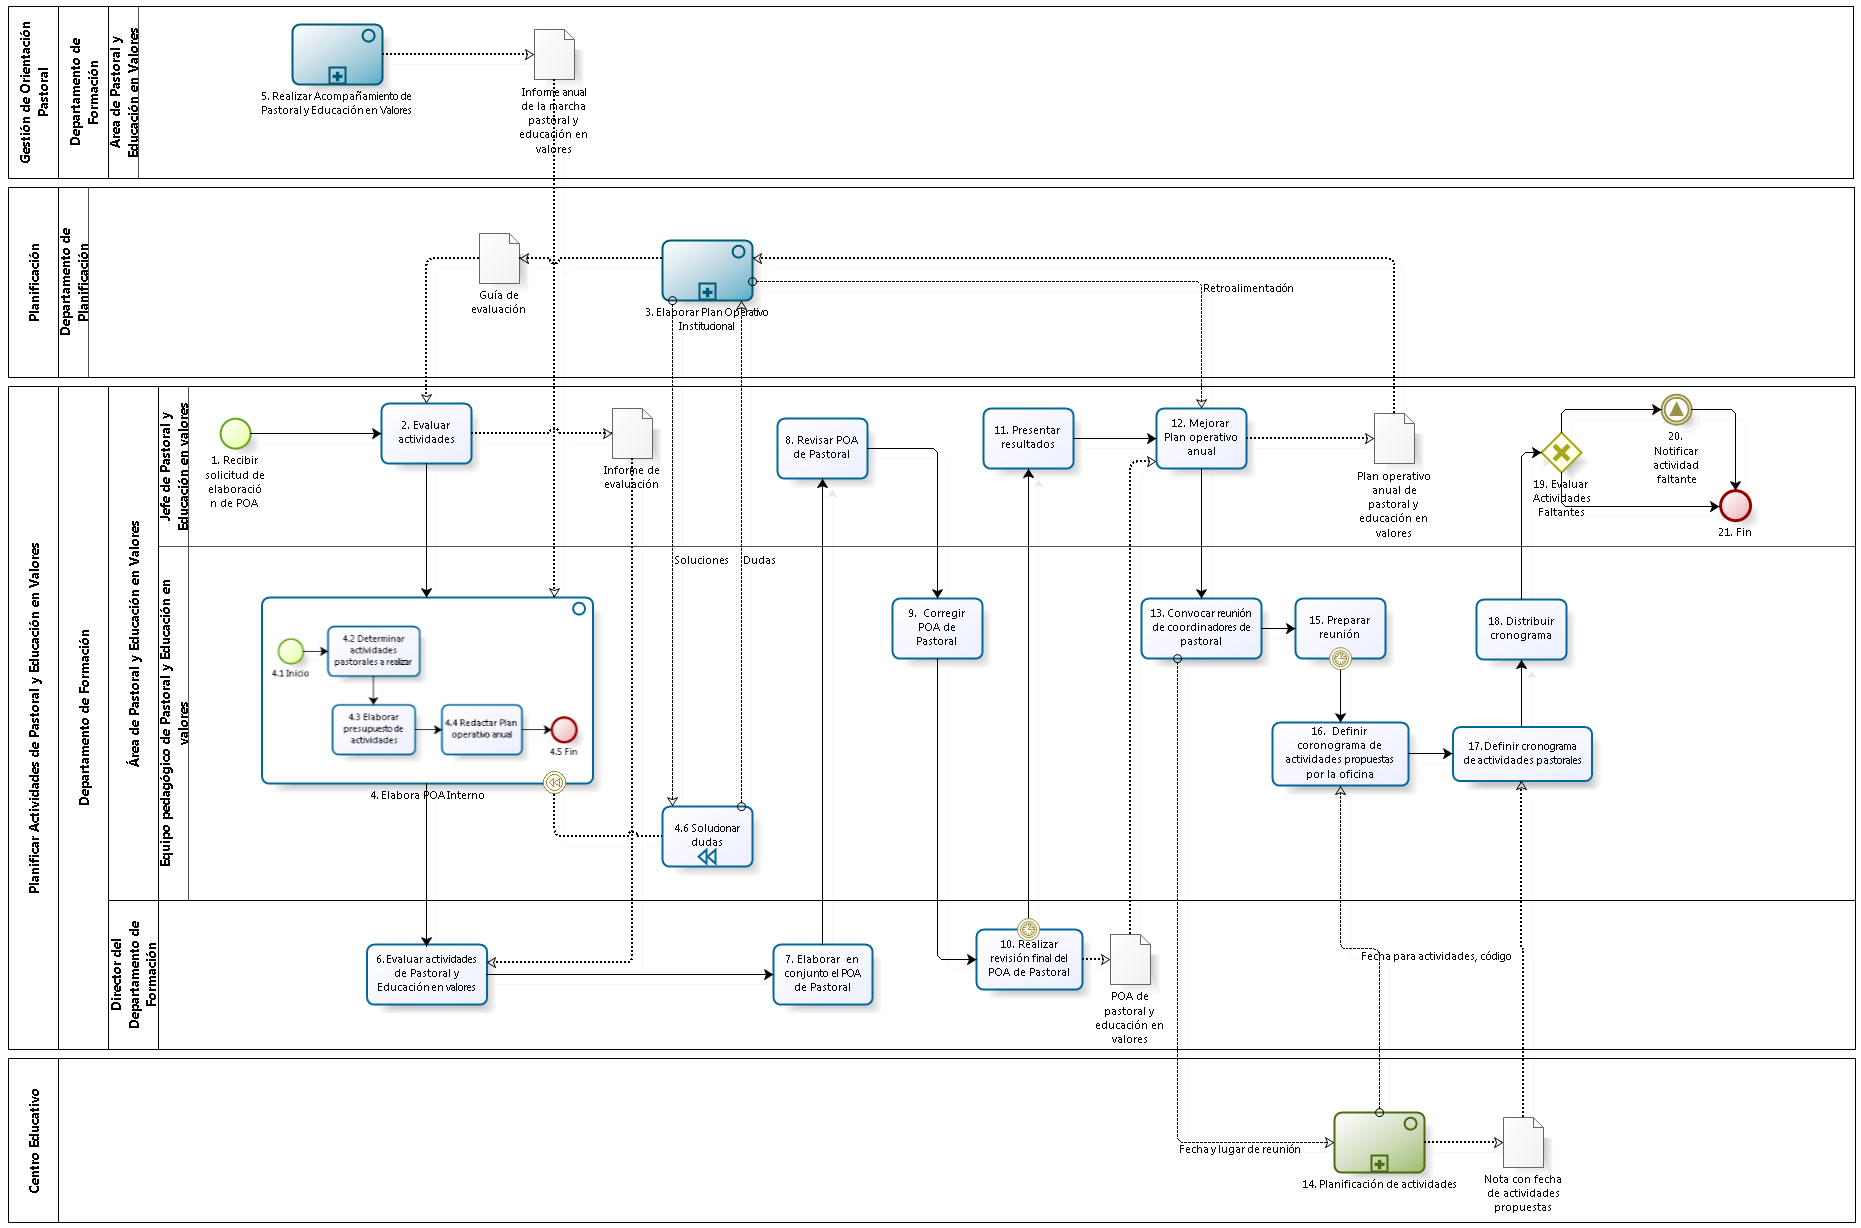 Gestión de Orientación
Pastoral
Departamento de
Formación
Área de Pastoral y
Educación en Valores
5. Realizar Acompañamiento de
Pastoral y Educación en Valores
Informe anual
de la marcha
pastoral y
educación en
valores
Planificación
Departamento de
Planificación
Guía de
evaluación
3. Elaborar Plan Operativo
Institucional
Retroalimentación
Planificar Actividades de Pastoral y Educación en Valores
Departamento de Formación
Área de Pastoral y Educación en Valores
Jefe de Pastoral y
Educación en valores
1. Recibir
solicitud de
elaboració
n de POA
2. Evaluar
actividades
Informe de
evaluación
8. Revisar POA
de Pastoral
11. Presentar
resultados
12. Mejorar
Plan operativo
anual
Plan operativo
anual de
pastoral y
educación en
valores
19. Evaluar
Actividades
Faltantes
20.
Notificar
actividad
faltante
21. Fin
Equipo pedagógico de Pastoral y Educación en
valores
Soluciones
Dudas
4.1 Inicio
4.2 Determinar
actividades
pastorales a realizar
4.3 Elaborar
presupuesto de
actividades
4.4 Redactar Plan
operativo anual
4.5 Fin
4. Elabora POA Interno
4.6 Solucionar
dudas
9. Corregir
POA de
Pastoral
13. Convocar reunión
de coordinadores de
pastoral
15. Preparar
reunión
16. Definir
coronograma de
actividades propuestas
por la oficina
17. Definir cronograma
de actividades pastorales
18. Distribuir
cronograma
Director del
Departamento de
Formación
6. Evaluar actividades
de Pastoral y
Educación en valores
7. Elaborar en
conjunto el POA
de Pastoral
10. Realizar
revisión final del
POA de Pastoral
POA de
pastoral y
educación en
valores
Fecha para actividades, código
Centro Educativo
Fecha y lugar de reunión
14. Planificación de actividades
Nota con fecha
de actividades
propuestas